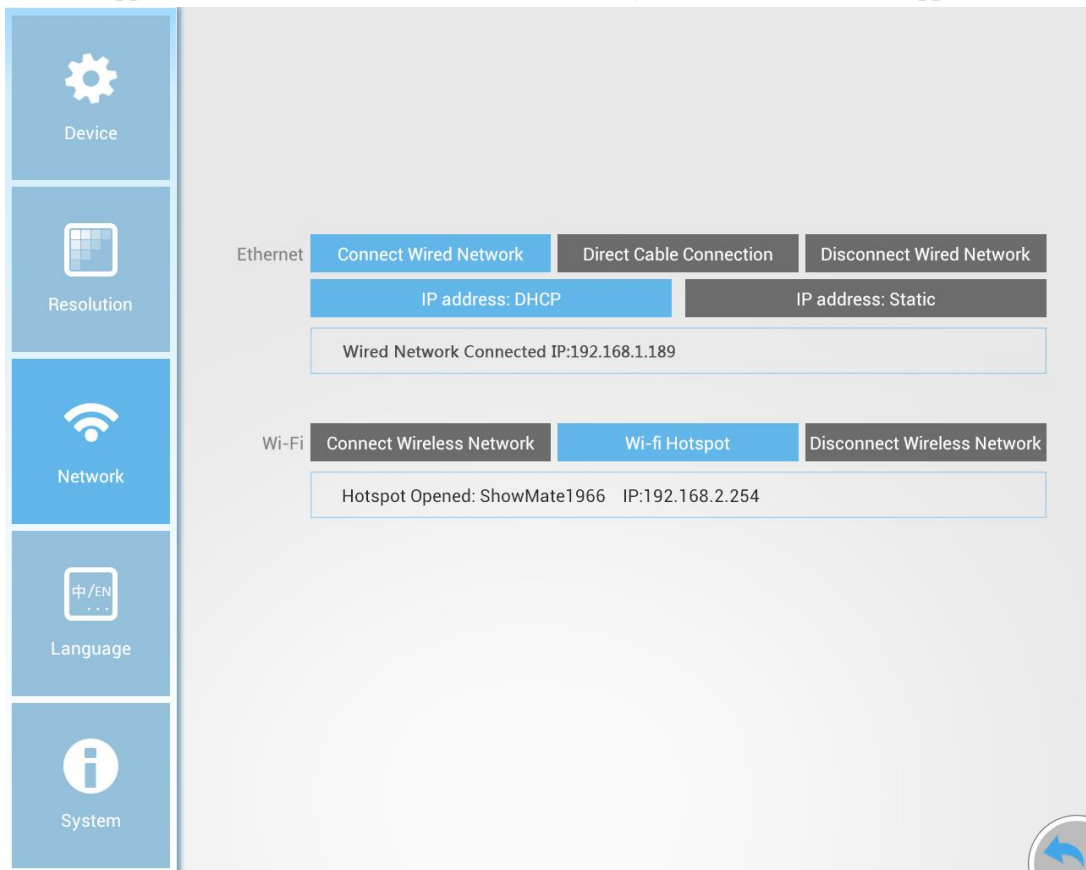 Device
Resolution
Network
中/EN
...
Language
System
Ethernet
Connect Wired Network
Direct Cable Connection
Disconnect Wired Network
IP address: DHCP
IP address: Static
Wired Network Connected IP:192.168.1.189
Wi-Fi
Connect Wireless Network
Wi-fi Hotspot
Disconnect Wireless Network
Hotspot Opened: ShowMate1966 IP:192.168.2.254